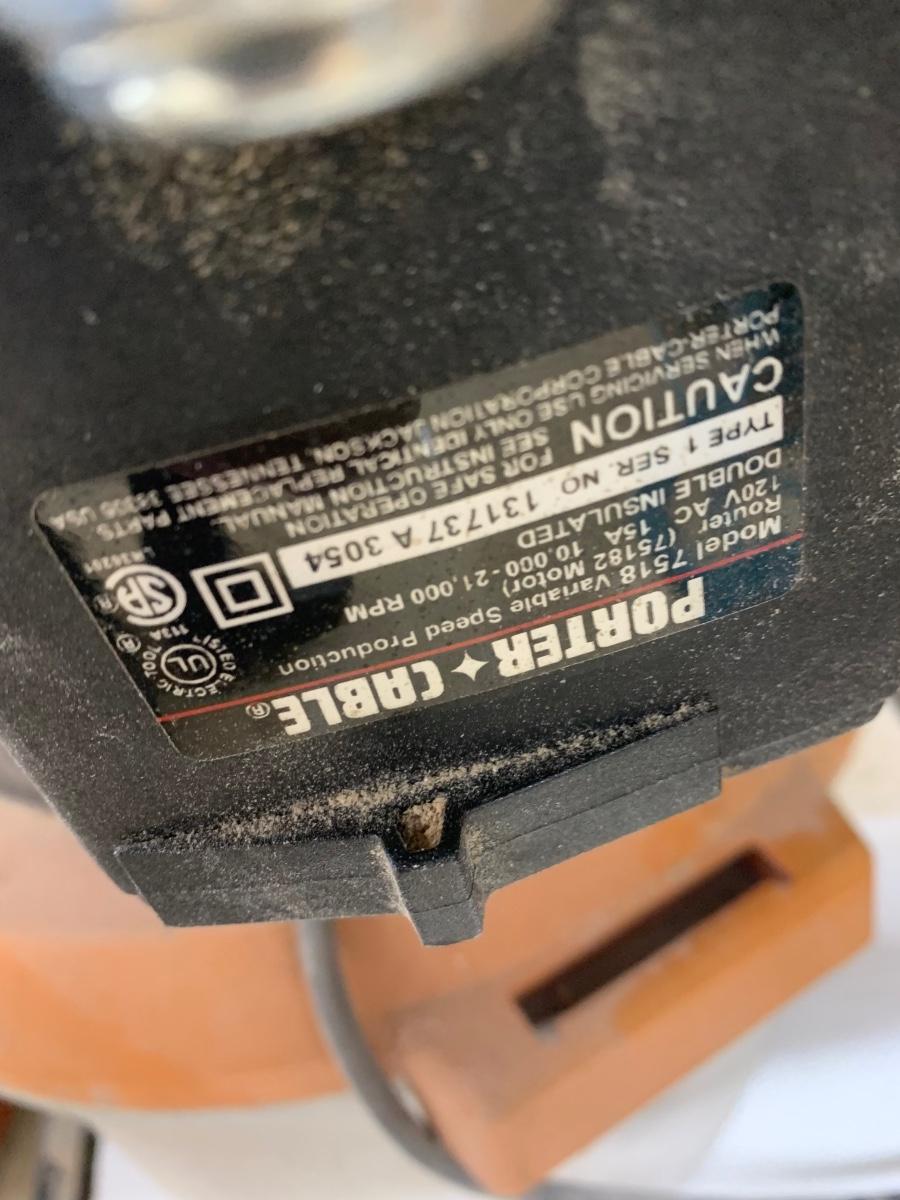 PORTER✦CABLE®
Model 7518 Variable Speed Production
Router (75182 Motor)
120V AC 15A 10,000-21,000 RPM
DOUBLE INSULATED
TYPE 1 SER. NO. 131737 A 3054
CAUTION FOR SAFE OPERATION
SEE INSTRUCTION MANUAL.
WHEN SERVICING USE ONLY IDENTICAL REPLACEMENT PARTS
PORTER-CABLE CORPORATION JACKSON, TENNESSEE USA
UL
LISTED ELECTRIC TOOL
113A
®
SA
®